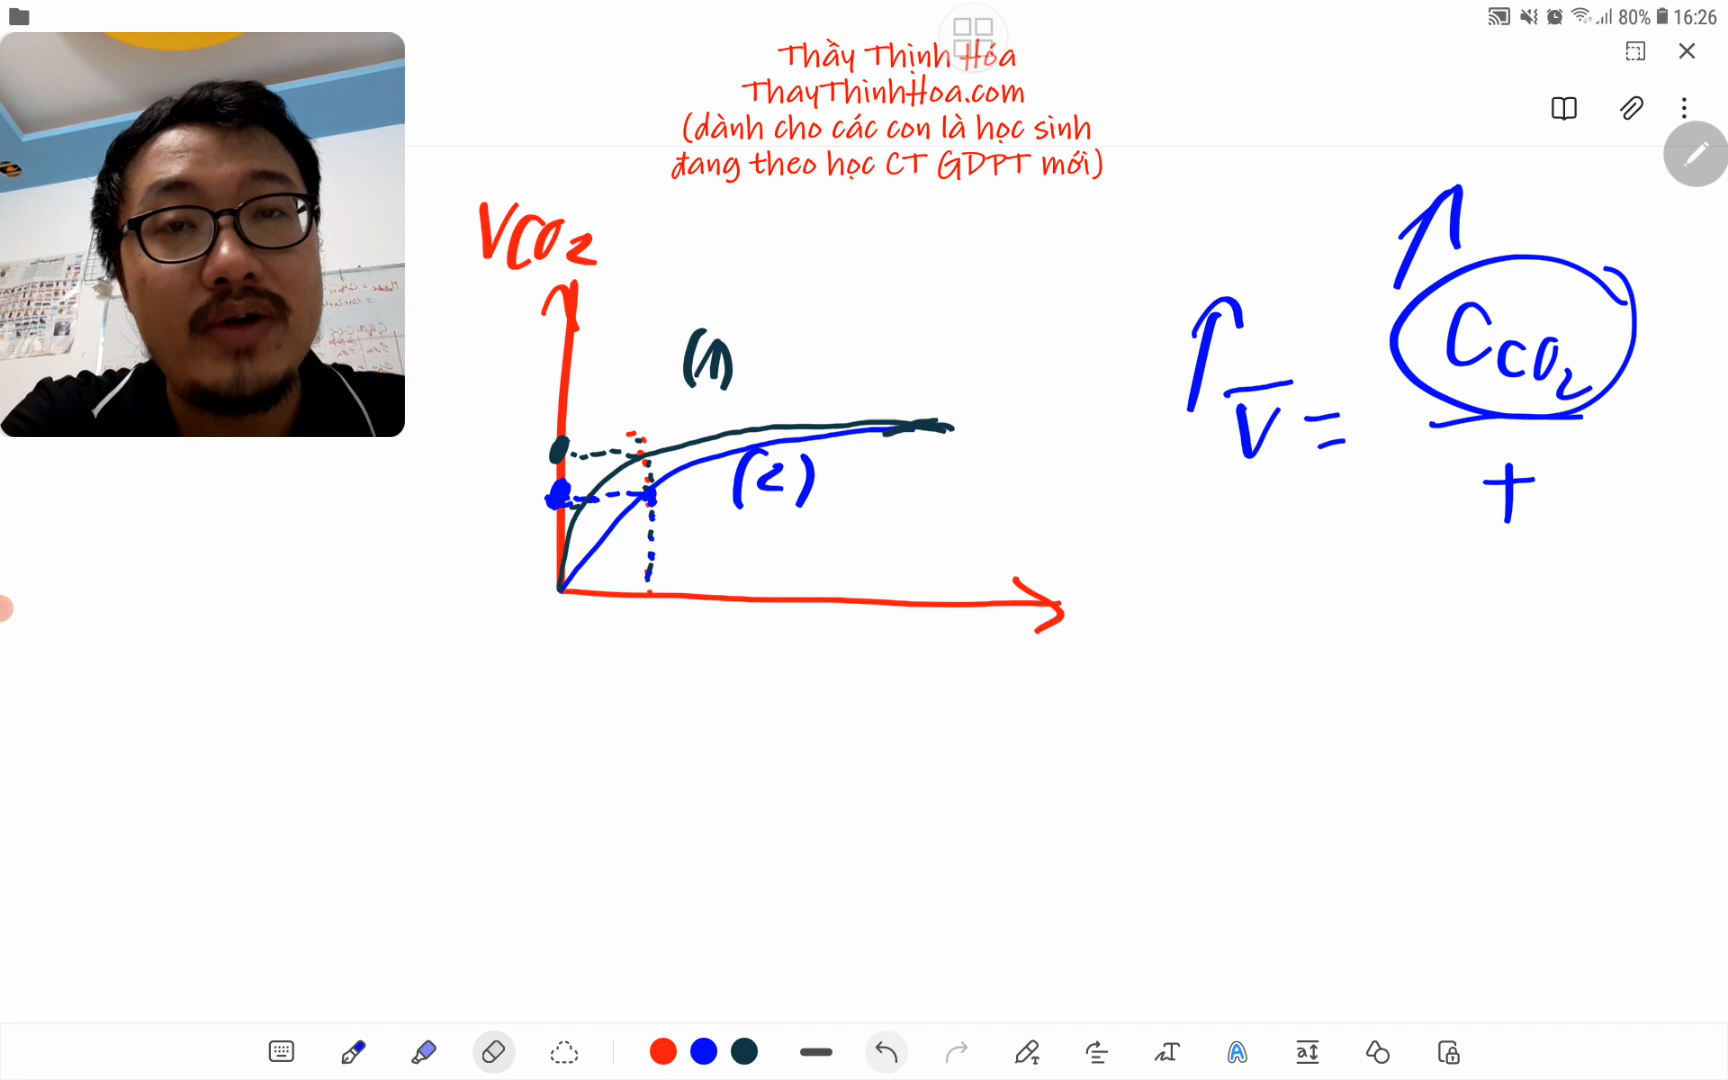 80% 16:26
Thầy Thịnh Hóa
ThayThinhHoa.com
(dành cho các con là học sinh
đang theo học CT GDPT mới)
VCO2
(1)
(2)
V =
CCO2
+